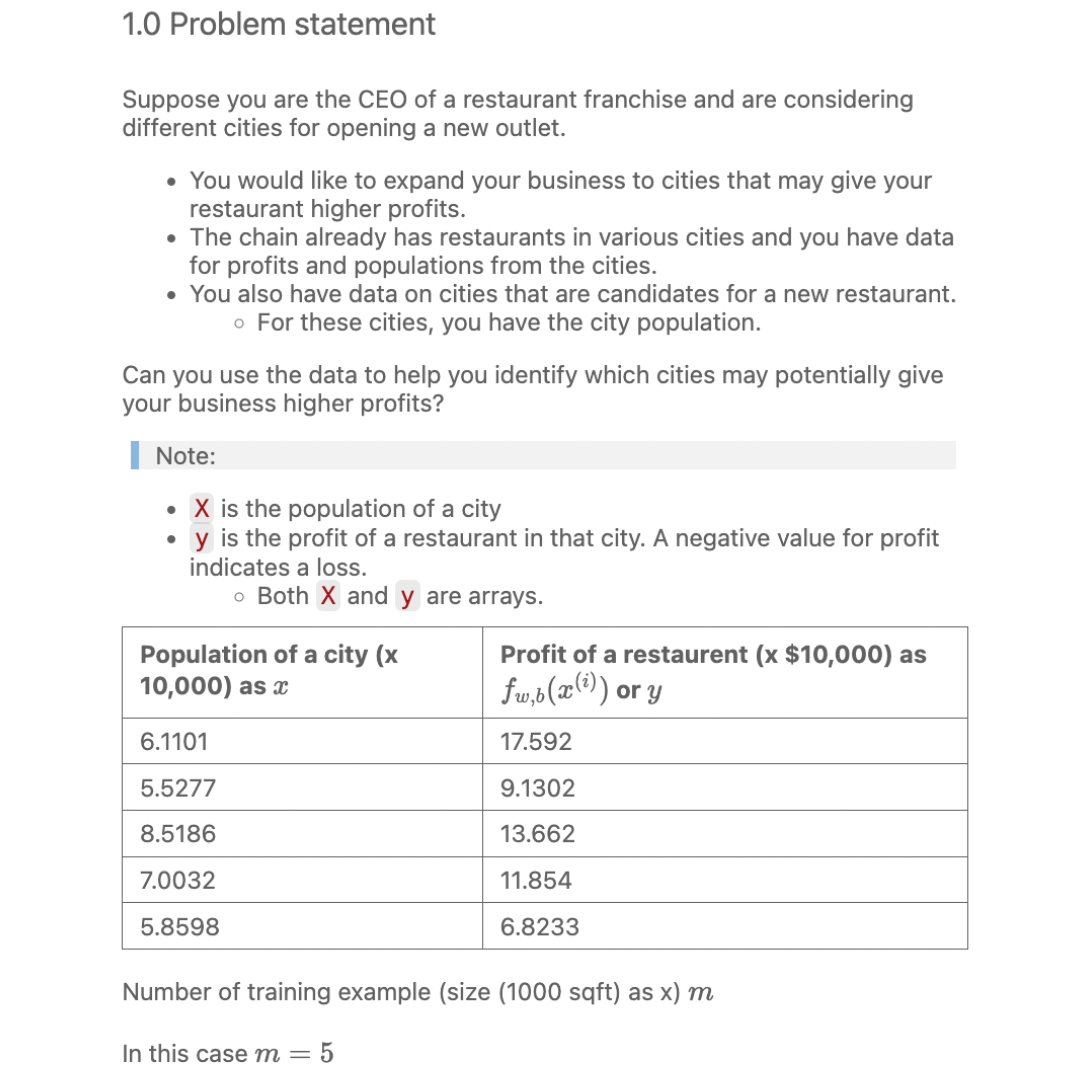 1.0 Problem statement
Suppose you are the CEO of a restaurant franchise and are considering
different cities for opening a new outlet.
• You would like to expand your business to cities that may give your
restaurant higher profits.
• The chain already has restaurants in various cities and you have data
for profits and populations from the cities.
• You also have data on cities that are candidates for a new restaurant.
◦ For these cities, you have the city population.
Can you use the data to help you identify which cities may potentially give
your business higher profits?
Note:
• X is the population of a city
• y is the profit of a restaurant in that city. A negative value for profit
indicates a loss.
◦ Both X and y are arrays.
Population of a city (x
10,000) as x
Profit of a restaurent (x $10,000) as
f_{w,b}(x^{(i)}) or y
6.1101 17.592
5.5277 9.1302
8.5186 13.662
7.0032 11.854
5.8598 6.8233
Number of training example (size (1000 sqft) as x) m
In this case m = 5